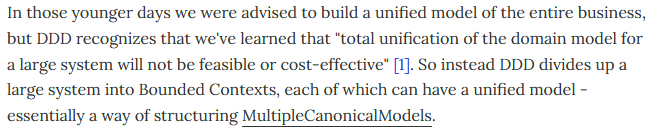 In those younger days we were advised to build a unified model of the entire business,
but DDD recognizes that we've learned that "total unification of the domain model for
a large system will not be feasible or cost-effective" [1]. So instead DDD divides up a
large system into Bounded Contexts, each of which can have a unified model -
essentially a way of structuring MultipleCanonicalModels.